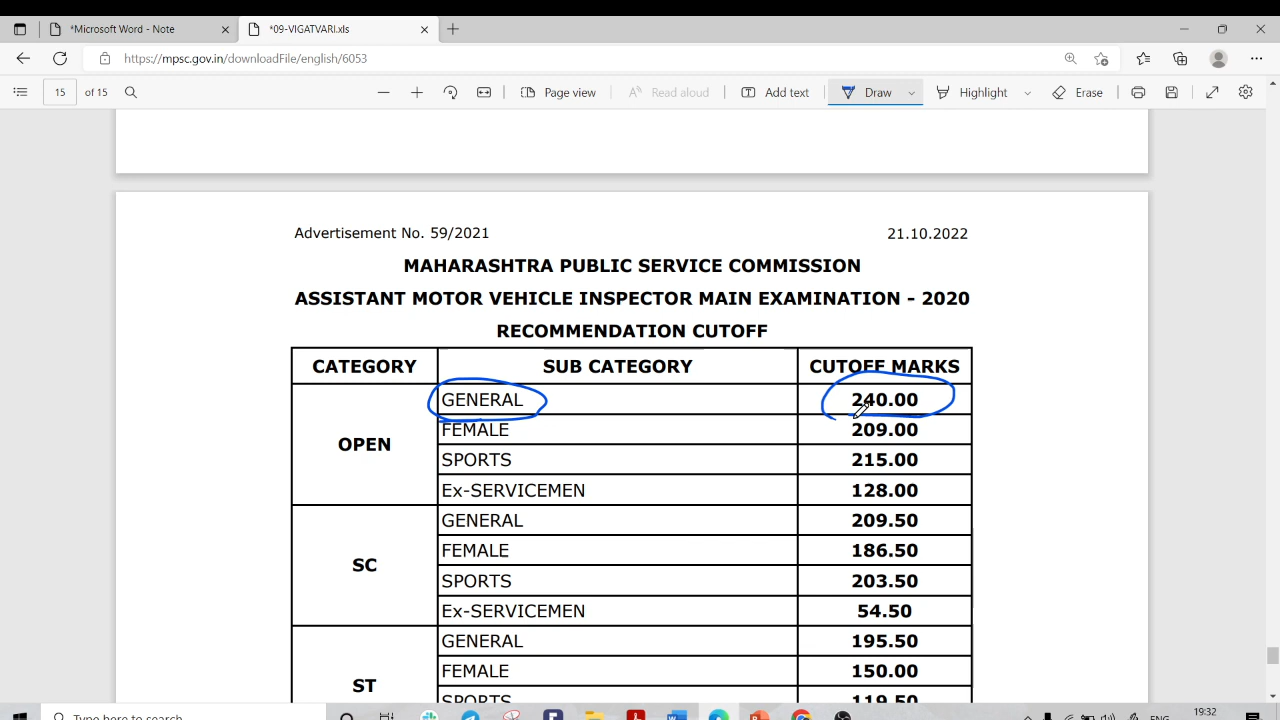 *Microsoft Word - Note
*09-VIGATVARI.xls
https://mpsc.gov.in/downloadFile/english/6053
15 of 15
Page view
Read aloud
Add text
Draw
Highlight
Erase
Advertisement No. 59/2021 21.10.2022
MAHARASHTRA PUBLIC SERVICE COMMISSION
ASSISTANT MOTOR VEHICLE INSPECTOR MAIN EXAMINATION - 2020
RECOMMENDATION CUTOFF
CATEGORY SUB CATEGORY CUTOFF MARKS
OPEN
GENERAL 240.00
FEMALE 209.00
SPORTS 215.00
Ex-SERVICEMEN 128.00
SC
GENERAL 209.50
FEMALE 186.50
SPORTS 203.50
Ex-SERVICEMEN 54.50
ST
GENERAL 195.50
FEMALE 150.00
SPORTS 119.50
Type here to search
ENG
19:32